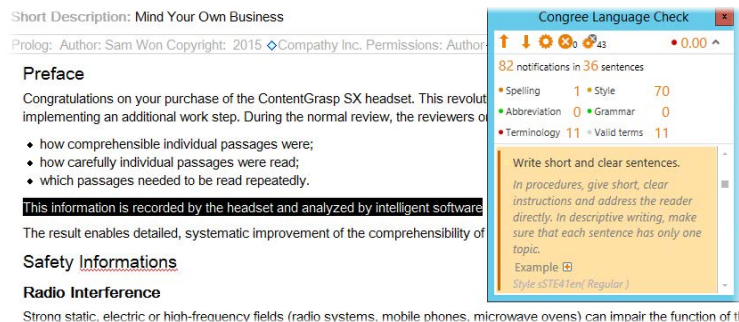 Short Description: Mind Your Own Business
Prolog: Author: Sam Won Copyright: 2015 Compathy Inc. Permissions: Author
Preface
Congratulations on your purchase of the ContentGrasp SX headset. This revolut
implementing an additional work step. During the normal review, the reviewers o
how comprehensible individual passages were;
how carefully individual passages were read;
which passages needed to be read repeatedly.
This information is recorded by the headset and analyzed by intelligent software
The result enables detailed, systematic improvement of the comprehensibility of
Safety Informations
Radio Interference
Strong static, electric or high-frequency fields (radio systems, mobile phones, microwave ovens) can impair the function of t
Congree Language Check
x
0 43 0.00
82 notifications in 36 sentences
Spelling 1 Style 70
Abbreviation 0 Grammar 0
Terminology 11 Valid terms 11
Write short and clear sentences.
In procedures, give short, clear
instructions and address the reader
directly. In descriptive writing, make
sure that each sentence has only one
topic.
Example
Style sSTE41en( Regular )